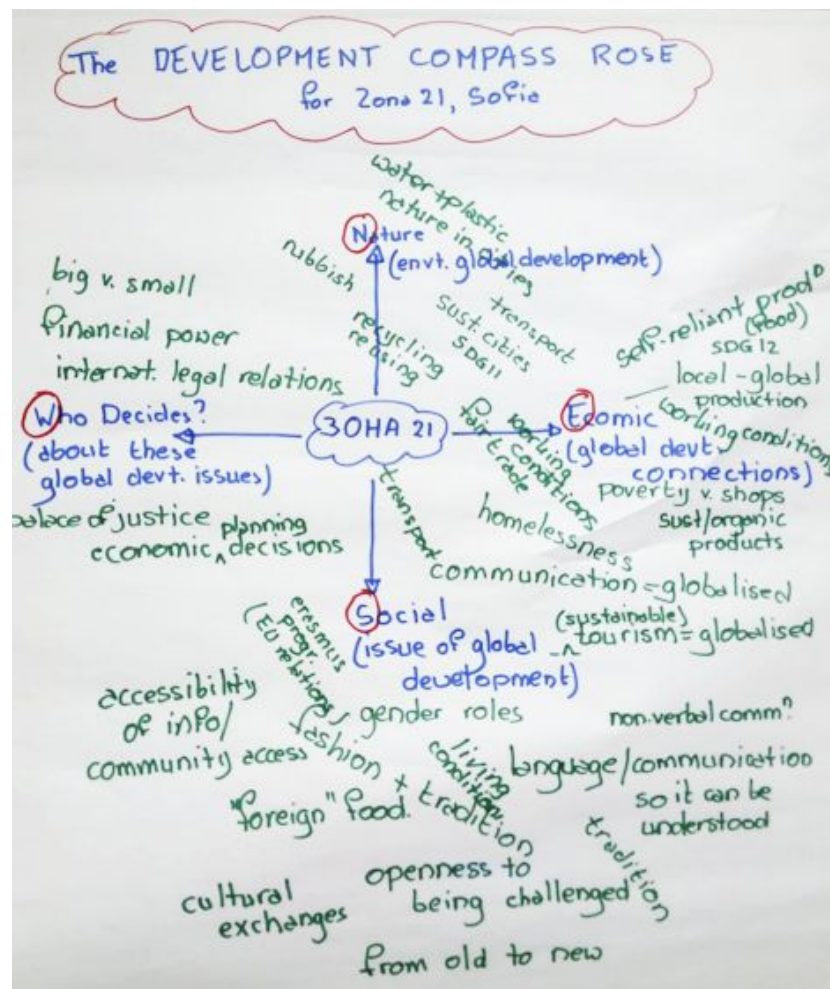 The DEVELOPMENT COMPASS ROSE
for Zona 21, Sofia
water + plastic
nature in cities
Nature
(envt. global development)
rubbish
recycling
reusing
transport
sust. cities
SDG11
big v. small
financial power
internat. legal relations
self-reliant prodⁿ
(food)
SDG 12
local - global
production
working conditions
Who Decides?
(about these
global devt. issues)
ЗОНА 21
Ecomic
(global devt.
connections)
fair trade
working
conditions
poverty v. shops
sust/organic
products
homelessness
palace of justice
economic ^ planning decisions
transport
communication = globalised
(sustainable)
^ tourism = globalised
Social
(issue of global
development)
erasmus
progr.
(EU relations)
accessibility
of info/
community access
gender roles
fashion + tradition
living
conditions
non.verbal commⁿ
language/communication
so it can be
understood
"foreign" food.
tradition
openness to
being challenged
cultural
exchanges
from old to new